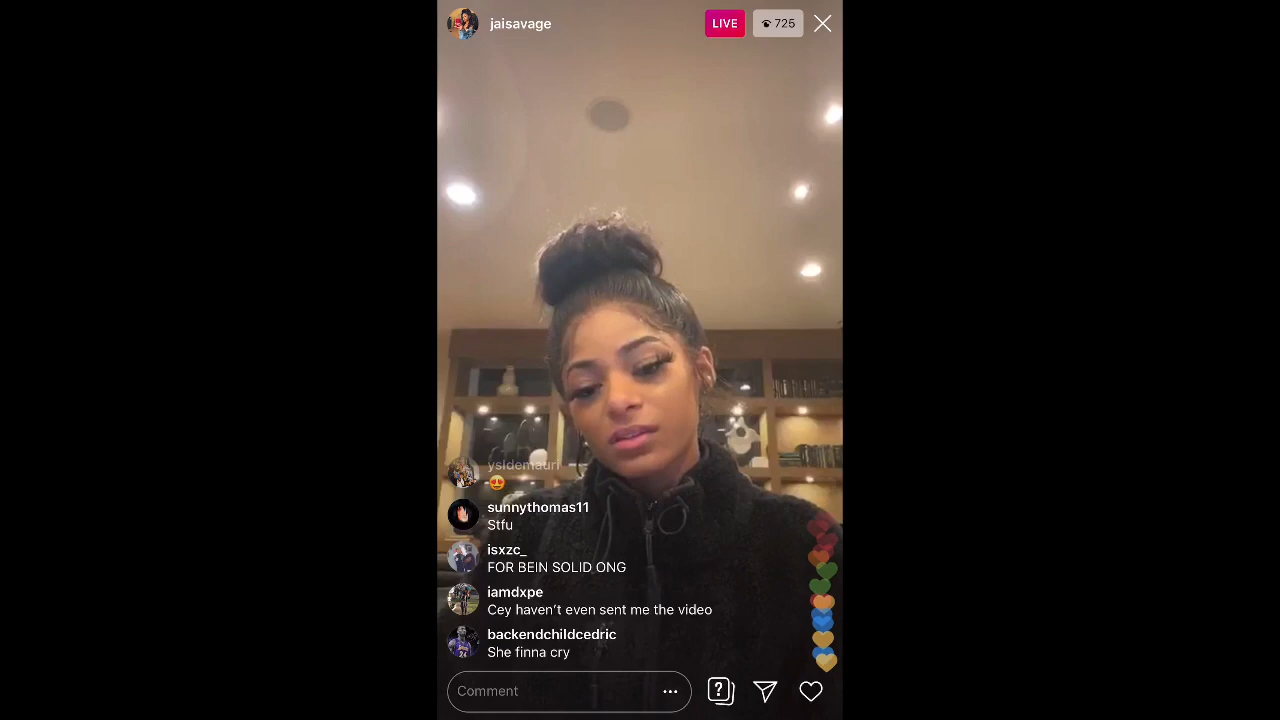 jaisavage
LIVE
725
ysidemauri
sunnythomas11
Stfu
isxzc_
FOR BEIN SOLID ONG
iamdxpe
Cey haven't even sent me the video
backendchildcedric
She finna cry
Comment